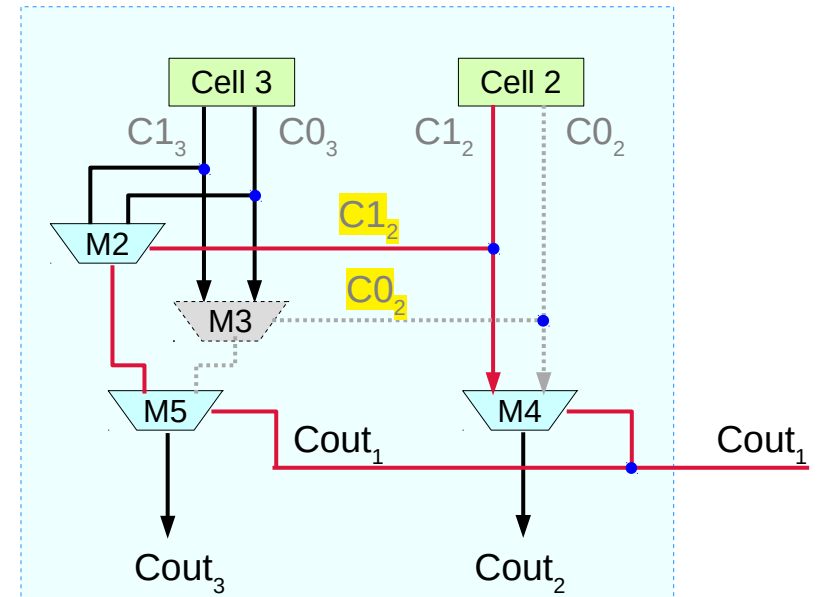 Cell 3
Cell 2
C1₃
C0₃
C1₂
C0₂
C1₂
M2
C0₂
M3
M5
M4
Cout₁
Cout₁
Cout₃
Cout₂